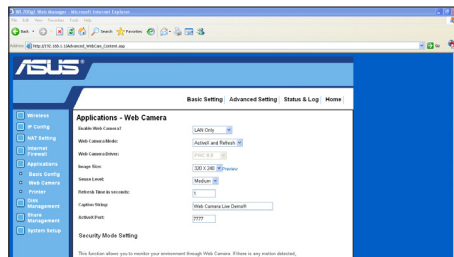 WL700gE Web Manager - Microsoft Internet Explorer
File Edit View Favorites Tools Help
Back Search Favorites
Address http://192.168.1.1/Advanced_WebCam_Content.asp Go
ASUS
Basic Setting Advanced Setting Status & Log Home
Wireless
IP Config
NAT Setting
Internet Firewall
Applications
Basic Config
Web Camera
Printer
Disk Management
Share Management
System Setup
Applications - Web Camera
Enable Web Camera? LAN Only
Web Camera Mode: ActiveX and Refresh
Web Camera Driver:
Image Size: 320 X 240 Preview
Sense Level: Medium
Refresh Time in seconds: 1
Caption String: Web Camera Live Demo!!!
ActiveX Port: 7777
Security Mode Setting
This function allows you to monitor your environment through Web Camera. If there is any motion detected,